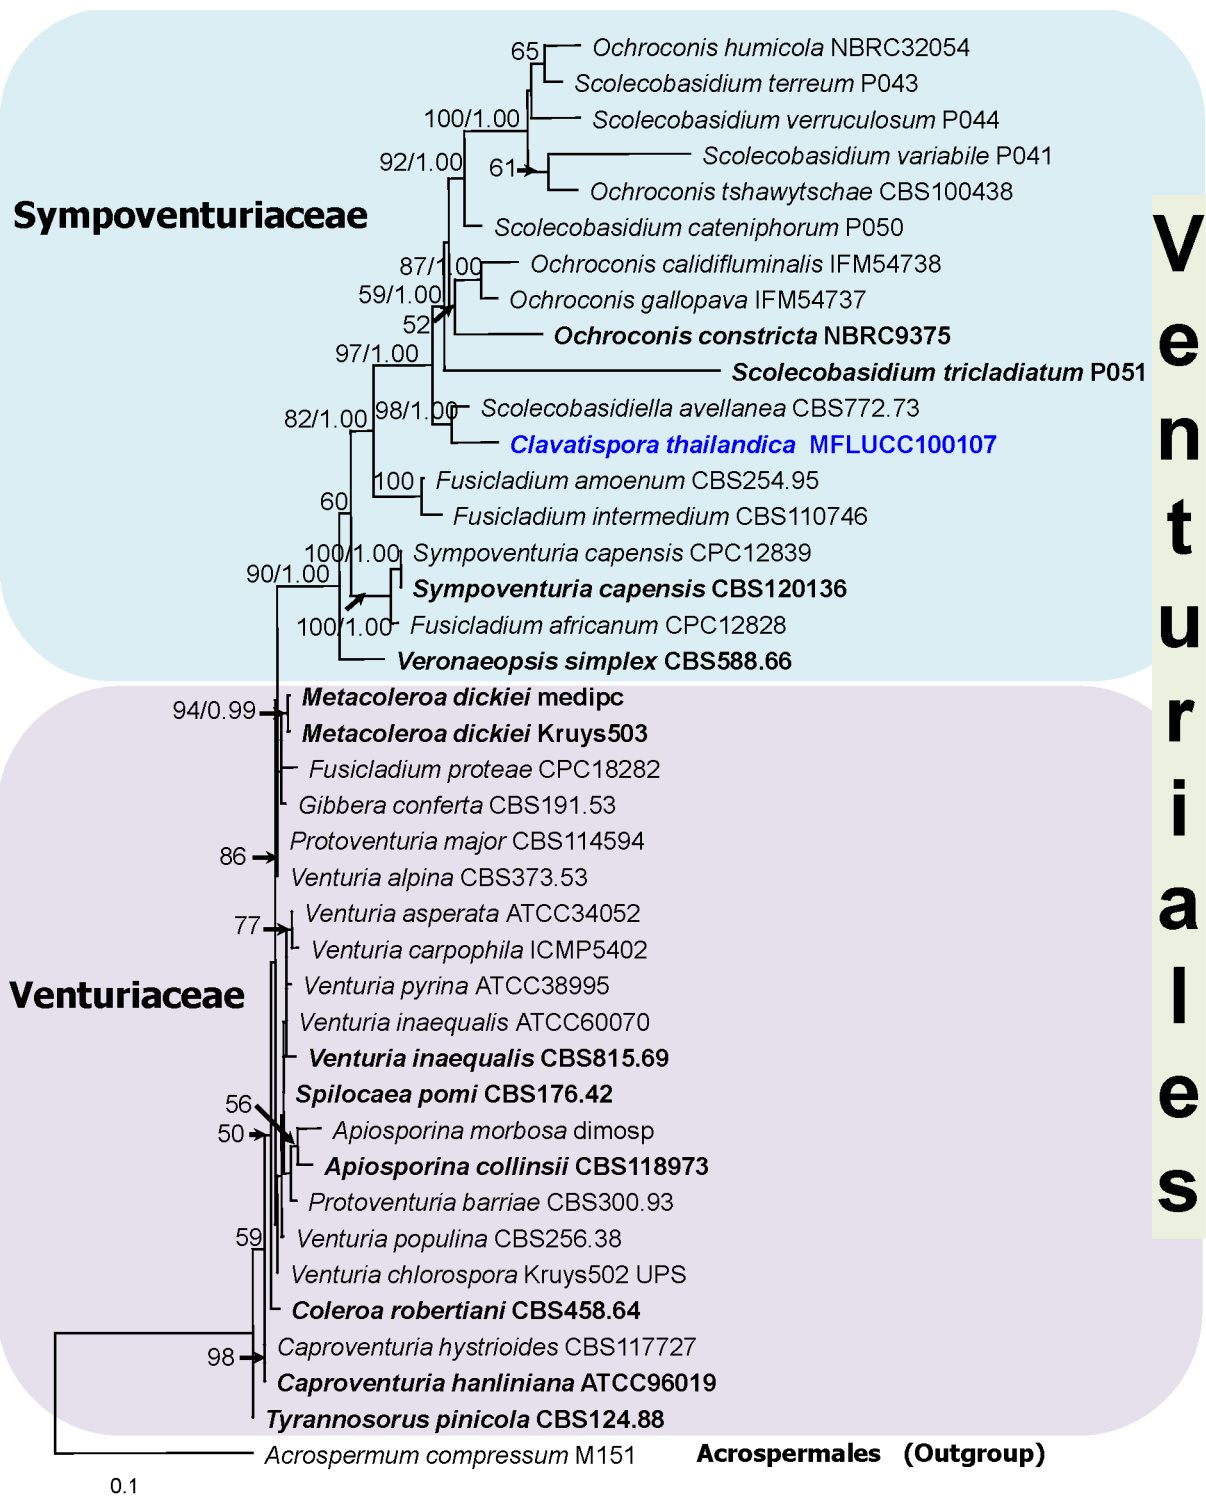 65
Ochroconis humicola NBRC32054
Scolecobasidium terreum P043
100/1.00
Scolecobasidium verruculosum P044
92/1.00
61
Scolecobasidium variabile P041
Ochroconis tshawytschae CBS100438
Sympoventuriaceae
Scolecobasidium cateniphorum P050
87/1.00
Ochroconis calidifluminalis IFM54738
59/1.00
Ochroconis gallopava IFM54737
52
Ochroconis constricta NBRC9375
97/1.00
Scolecobasidium tricladiatum P051
82/1.00
98/1.00
Scolecobasidiella avellanea CBS772.73
Clavatispora thailandica MFLUCC100107
100
Fusicladium amoenum CBS254.95
60
Fusicladium intermedium CBS110746
100/1.00
Sympoventuria capensis CPC12839
90/1.00
Sympoventuria capensis CBS120136
100/1.00
Fusicladium africanum CPC12828
Veronaeopsis simplex CBS588.66
Metacoleroa dickiei medipc
94/0.99
Metacoleroa dickiei Kruys503
Fusicladium proteae CPC18282
Gibbera conferta CBS191.53
Protoventuria major CBS114594
86
Venturia alpina CBS373.53
Venturia asperata ATCC34052
77
Venturia carpophila ICMP5402
Venturiaceae
Venturia pyrina ATCC38995
Venturia inaequalis ATCC60070
Venturia inaequalis CBS815.69
Spilocaea pomi CBS176.42
56
50
Apiosporina morbosa dimosp
Apiosporina collinsii CBS118973
Protoventuria barriae CBS300.93
59
Venturia populina CBS256.38
Venturia chlorospora Kruys502 UPS
Coleroa robertiani CBS458.64
Caproventuria hystrioides CBS117727
98
Caproventuria hanliniana ATCC96019
Tyrannosorus pinicola CBS124.88
Acrospermum compressum M151
Acrospermales (Outgroup)
0.1
Venturiales